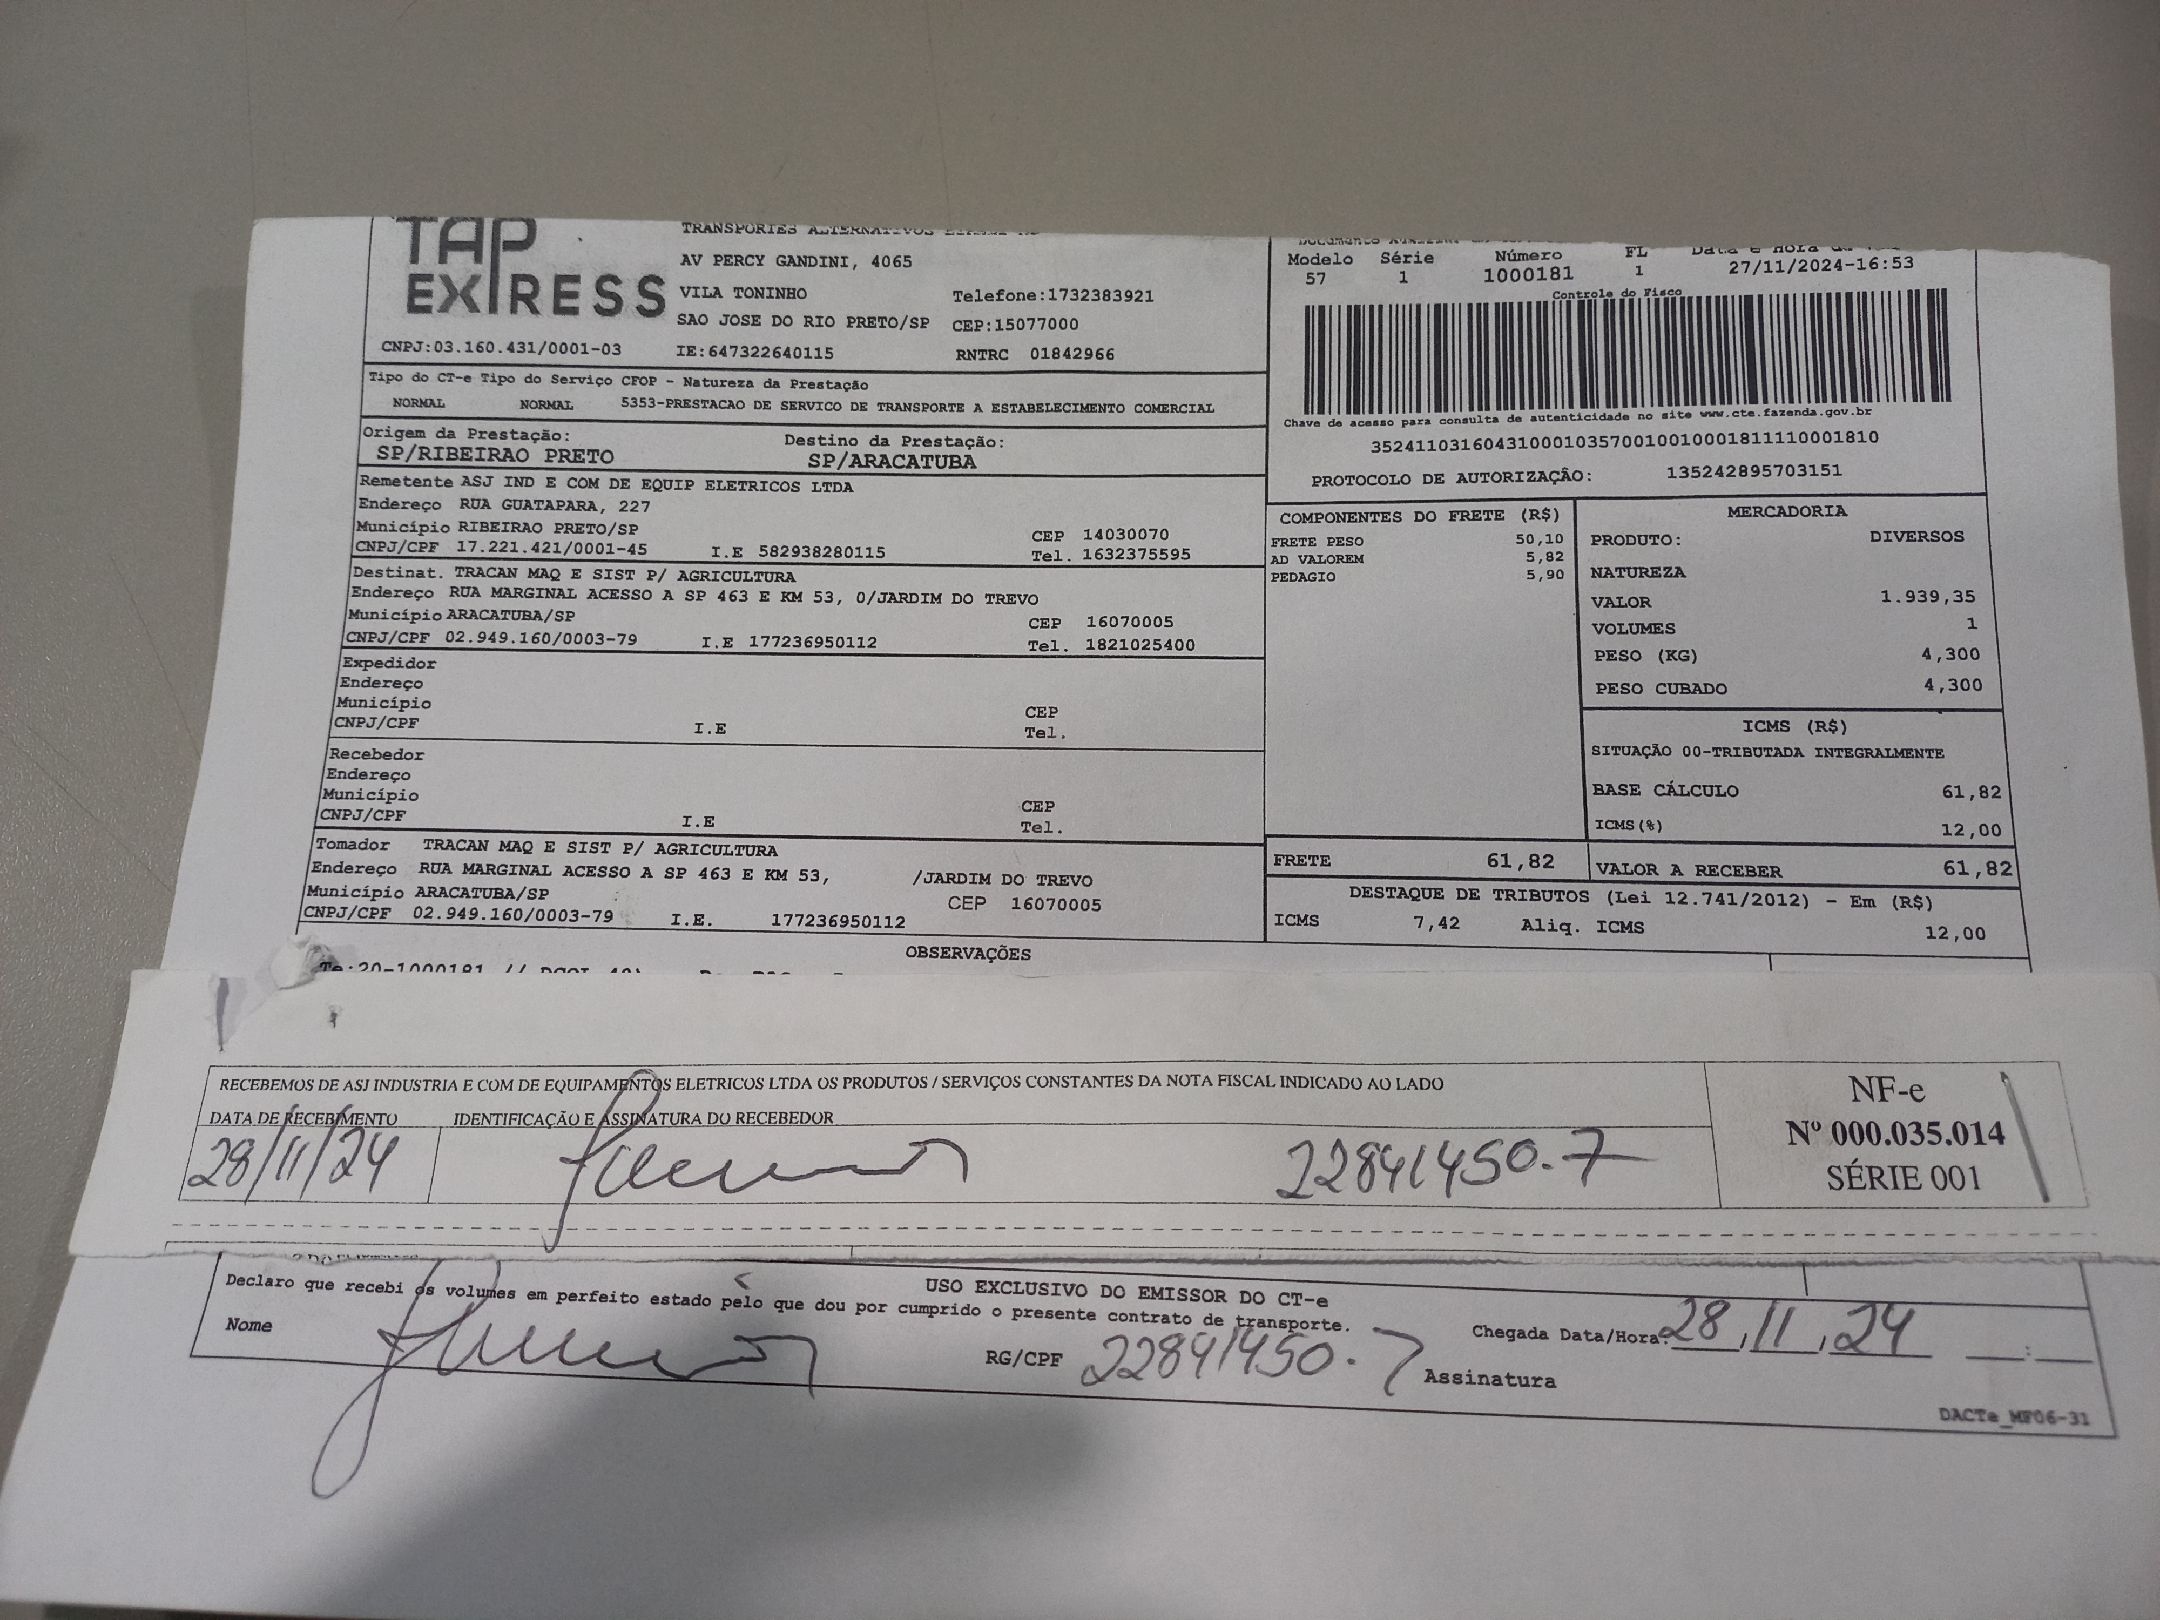 TAP
EXPRESS
TRANSPORTES ALTERNATIVOS
AV PERCY GANDINI, 4065
VILA TONINHO Telefone:1732383921
SAO JOSE DO RIO PRETO/SP CEP:15077000
CNPJ:03.160.431/0001-03 IE:647322640115 RNTRC 01842966
Modelo Série Número FL
57 1 1000181 1 27/11/2024-16:53
Controle do Fisco
Chave de acesso para consulta de autenticidade no site www.cte.fazenda.gov.br
35241103160431000103570010010001811110001810
PROTOCOLO DE AUTORIZAÇÃO: 135242895703151
Tipo do CT-e Tipo do Serviço CFOP - Natureza da Prestação
NORMAL NORMAL 5353-PRESTACAO DE SERVICO DE TRANSPORTE A ESTABELECIMENTO COMERCIAL
Origem da Prestação: Destino da Prestação:
SP/RIBEIRAO PRETO SP/ARACATUBA
Remetente ASJ IND E COM DE EQUIP ELETRICOS LTDA
Endereço RUA GUATAPARA, 227
Município RIBEIRAO PRETO/SP CEP 14030070
CNPJ/CPF 17.221.421/0001-45 I.E 582938280115 Tel. 1632375595
Destinat. TRACAN MAQ E SIST P/ AGRICULTURA
Endereço RUA MARGINAL ACESSO A SP 463 E KM 53, 0/JARDIM DO TREVO
Município ARACATUBA/SP CEP 16070005
CNPJ/CPF 02.949.160/0003-79 I.E 177236950112 Tel. 1821025400
Expedidor
Endereço
Município CEP
CNPJ/CPF I.E Tel.
Recebedor
Endereço
Município CEP
CNPJ/CPF I.E Tel.
Tomador TRACAN MAQ E SIST P/ AGRICULTURA
Endereço RUA MARGINAL ACESSO A SP 463 E KM 53, /JARDIM DO TREVO
Município ARACATUBA/SP CEP 16070005
CNPJ/CPF 02.949.160/0003-79 I.E. 177236950112
COMPONENTES DO FRETE (R$)
FRETE PESO 50,10
AD VALOREM 5,82
PEDAGIO 5,90
MERCADORIA
PRODUTO: DIVERSOS
NATUREZA
VALOR 1.939,35
VOLUMES 1
PESO (KG) 4,300
PESO CUBADO 4,300
ICMS (R$)
SITUAÇÃO 00-TRIBUTADA INTEGRALMENTE
BASE CÁLCULO 61,82
ICMS(%) 12,00
FRETE 61,82 VALOR A RECEBER 61,82
DESTAQUE DE TRIBUTOS (Lei 12.741/2012) - Em (R$)
ICMS 7,42 Aliq. ICMS 12,00
OBSERVAÇÕES
RECEBEMOS DE ASJ INDUSTRIA E COM DE EQUIPAMENTOS ELETRICOS LTDA OS PRODUTOS / SERVIÇOS CONSTANTES DA NOTA FISCAL INDICADO AO LADO
DATA DE RECEBIMENTO IDENTIFICAÇÃO E ASSINATURA DO RECEBEDOR
28/11/24 22841450.7
NF-e
Nº 000.035.014
SÉRIE 001
USO EXCLUSIVO DO EMISSOR DO CT-e
Declaro que recebi os volumes em perfeito estado pelo que dou por cumprido o presente contrato de transporte.
Nome RG/CPF 22841450.7 Chegada Data/Hora: 28,11,24 __:__
Assinatura
DACTe_MF06-31